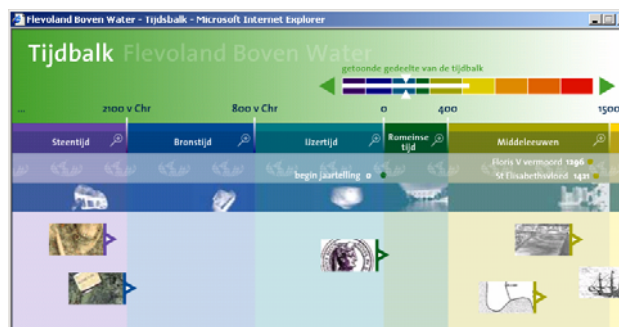 Flevoland Boven Water - Tijdsbalk - Microsoft Internet Explorer
Tijdbalk Flevoland Boven Water
getoonde gedeelte van de tijdbalk
... 2100 v Chr 800 v Chr 0 400 1500
Steentijd Bronstijd IJzertijd Romeinse tijd Middeleeuwen
Floris V vermoord 1296
begin jaartelling 0 St Elisabethsvloed 1421